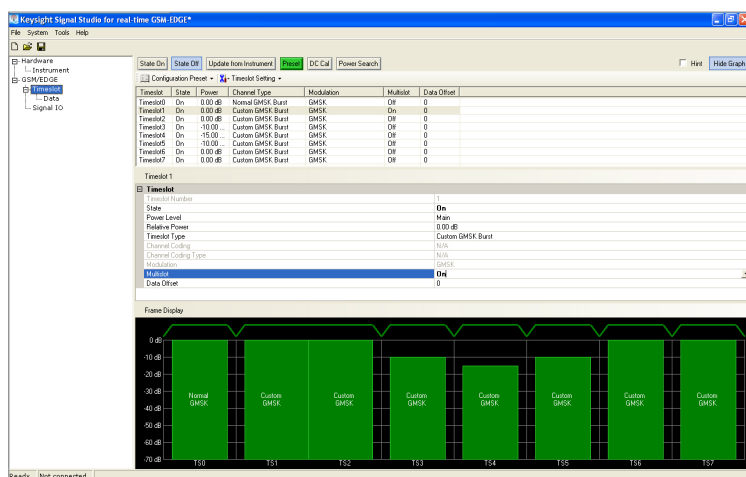 Keysight Signal Studio for real-time GSM-EDGE*
File System Tools Help
Hardware
Instrument
GSM/EDGE
Timeslot
Data
Signal IO
State On State Off Update from Instrument Preset DC Cal Power Search Hint Hide Graph
Configuration Preset Timeslot Setting
Timeslot State Power Channel Type Modulation Multislot Data Offset
Timeslot0 On 0.00 dB Normal GMSK Burst GMSK Off 0
Timeslot1 On 0.00 dB Custom GMSK Burst GMSK On 0
Timeslot2 On 0.00 dB Custom GMSK Burst GMSK Off 0
Timeslot3 On -10.00 ... Custom GMSK Burst GMSK Off 0
Timeslot4 On -15.00 ... Custom GMSK Burst GMSK Off 0
Timeslot5 On -10.00 ... Custom GMSK Burst GMSK Off 0
Timeslot6 On 0.00 dB Custom GMSK Burst GMSK Off 0
Timeslot7 On 0.00 dB Custom GMSK Burst GMSK Off 0
Timeslot 1
Timeslot
Timeslot Number 1
State On
Power Level Main
Relative Power 0.00 dB
Timeslot Type Custom GMSK Burst
Channel Coding N/A
Channel Coding Type N/A
Modulation GMSK
Multislot On
Data Offset 0
Frame Display
0 dB
-10 dB
-20 dB
-30 dB
-40 dB
-50 dB
-60 dB
-70 dB
Normal GMSK
Custom GMSK
Custom GMSK
Custom GMSK
Custom GMSK
Custom GMSK
Custom GMSK
Custom GMSK
TS0 TS1 TS2 TS3 TS4 TS5 TS6 TS7
Ready Not connected